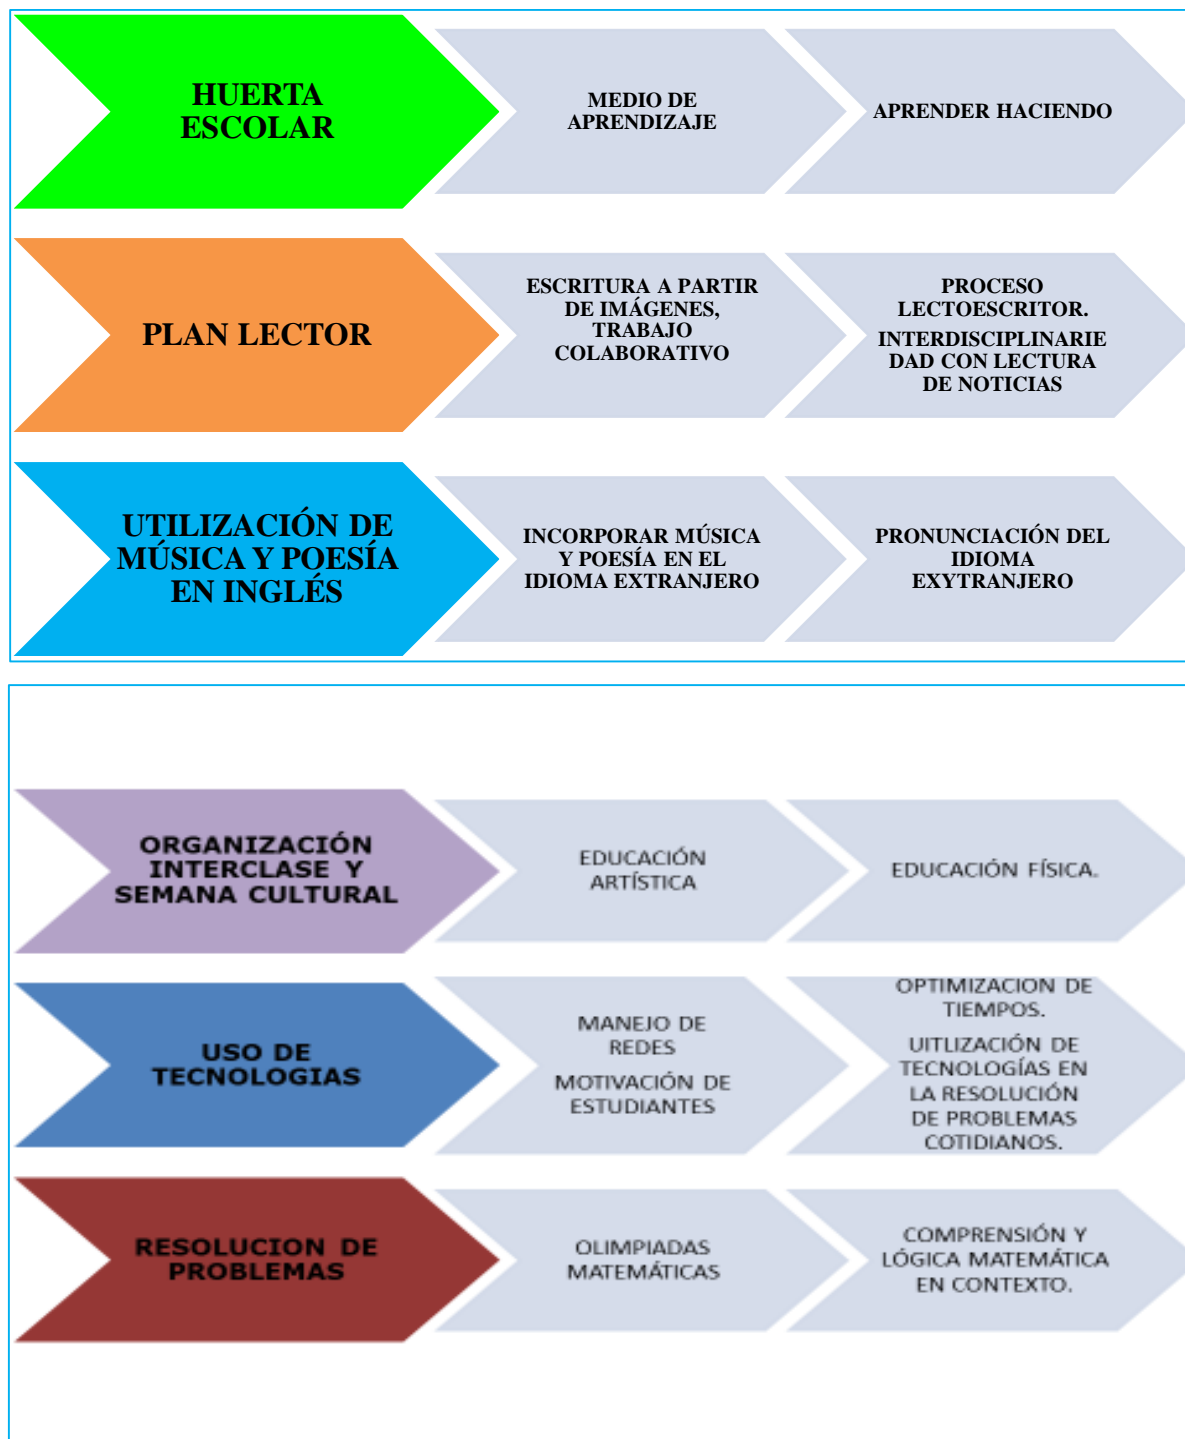 HUERTA
ESCOLAR
MEDIO DE
APRENDIZAJE
APRENDER HACIENDO
PLAN LECTOR
ESCRITURA A PARTIR
DE IMÁGENES,
TRABAJO
COLABORATIVO
PROCESO
LECTOESCRITOR.
INTERDISCIPLINARIE
DAD CON LECTURA
DE NOTICIAS
UTILIZACIÓN DE
MÚSICA Y POESÍA
EN INGLÉS
INCORPORAR MÚSICA
Y POESÍA EN EL
IDIOMA EXTRANJERO
PRONUNCIACIÓN DEL
IDIOMA
EXYTRANJERO
ORGANIZACIÓN
INTERCLASE Y
SEMANA CULTURAL
EDUCACIÓN
ARTÍSTICA
EDUCACIÓN FÍSICA.
USO DE
TECNOLOGIAS
MANEJO DE
REDES
MOTIVACIÓN DE
ESTUDIANTES
OPTIMIZACION DE
TIEMPOS.
UITLIZACIÓN DE
TECNOLOGÍAS EN
LA RESOLUCIÓN
DE PROBLEMAS
COTIDIANOS.
RESOLUCION DE
PROBLEMAS
OLIMPIADAS
MATEMÁTICAS
COMPRENSIÓN Y
LÓGICA MATEMÁTICA
EN CONTEXTO.